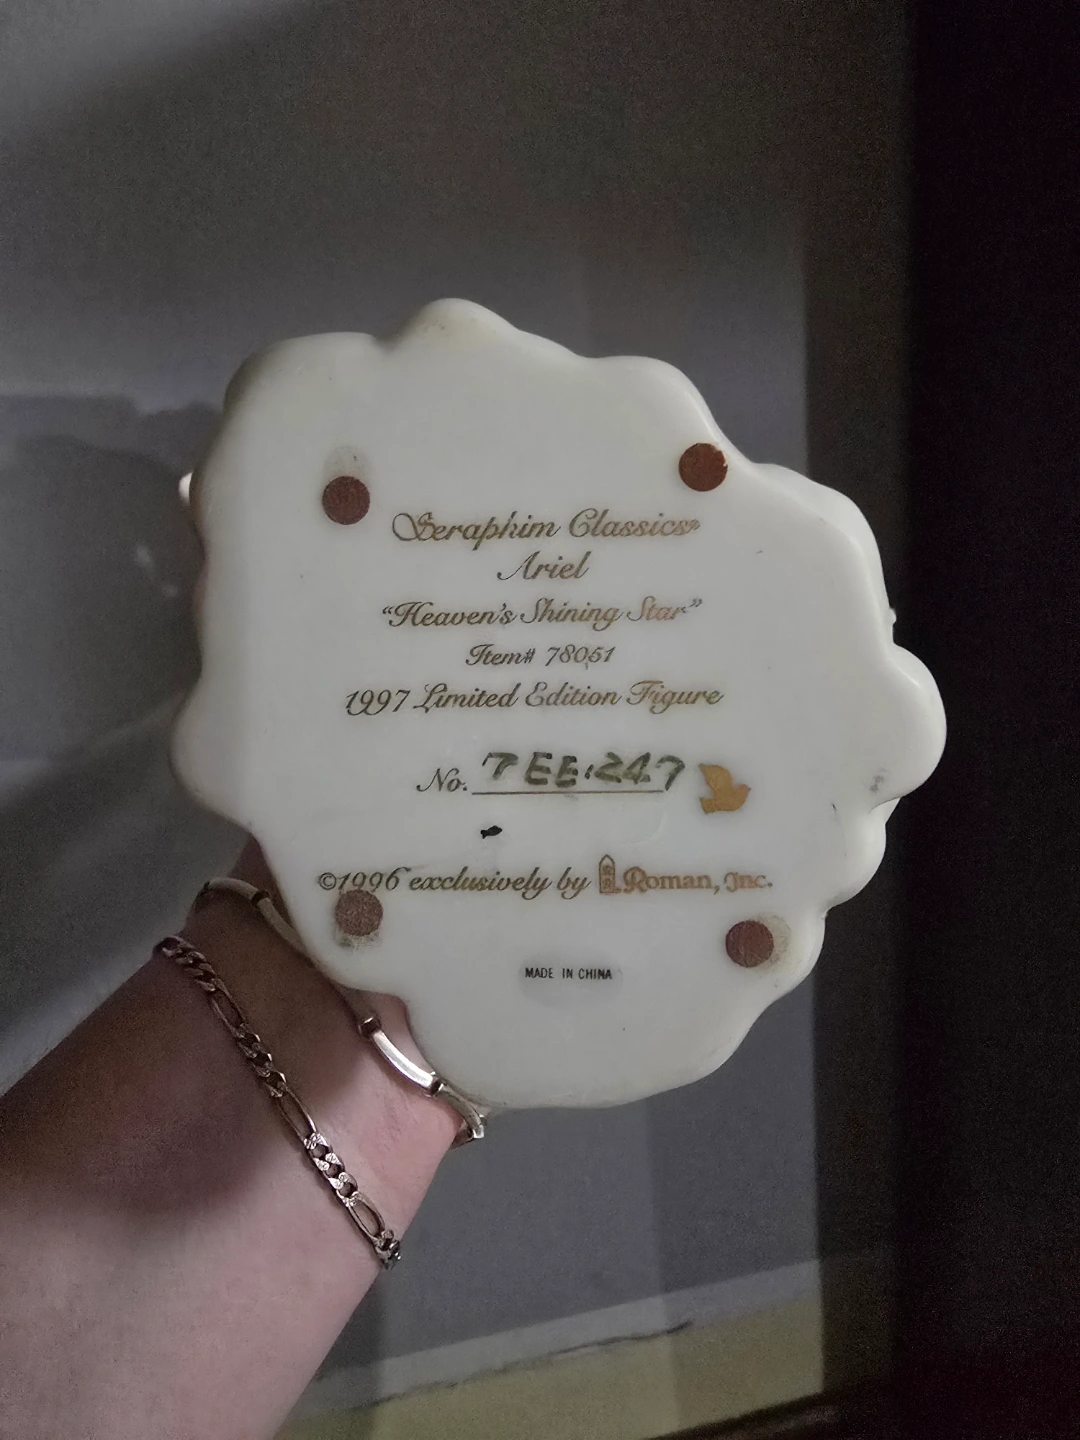 Seraphim Classics®
Ariel
“Heaven's Shining Star”
Item# 78051
1997 Limited Edition Figure
No. 7EE,247
©1996 exclusively by Roman, Inc.
MADE IN CHINA